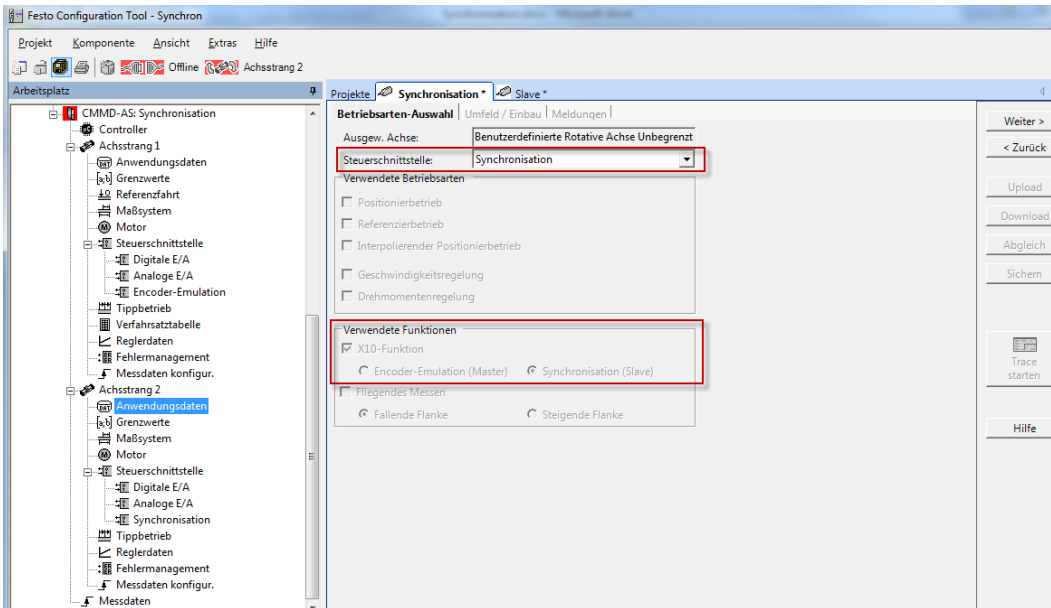 Festo Configuration Tool - Synchron
Projekt Komponente Ansicht Extras Hilfe
Offline Achsstrang 2
Arbeitsplatz
CMMD-AS: Synchronisation
Controller
Achsstrang 1
Anwendungsdaten
Grenzwerte
Referenzfahrt
Maßsystem
Motor
Steuerschnittstelle
Digitale E/A
Analoge E/A
Encoder-Emulation
Tippbetrieb
Verfahrsatztabelle
Reglerdaten
Fehlermanagement
Messdaten konfigur.
Achsstrang 2
Anwendungsdaten
Grenzwerte
Maßsystem
Motor
Steuerschnittstelle
Digitale E/A
Analoge E/A
Synchronisation
Tippbetrieb
Reglerdaten
Fehlermanagement
Messdaten konfigur.
Messdaten
Projekte Synchronisation * Slave *
Betriebsarten-Auswahl Umfeld / Einbau Meldungen
Ausgew. Achse: Benutzerdefinierte Rotative Achse Unbegrenzt
Steuerschnittstelle: Synchronisation
Verwendete Betriebsarten
Positionierbetrieb
Referenzierbetrieb
Interpolierender Positionierbetrieb
Geschwindigkeitsregelung
Drehmomentenregelung
Verwendete Funktionen
X10-Funktion
Encoder-Emulation (Master) Synchronisation (Slave)
Fliegendes Messen
Fallende Flanke Steigende Flanke
Weiter >
< Zurück
Upload
Download
Abgleich
Sichern
Trace
starten
Hilfe